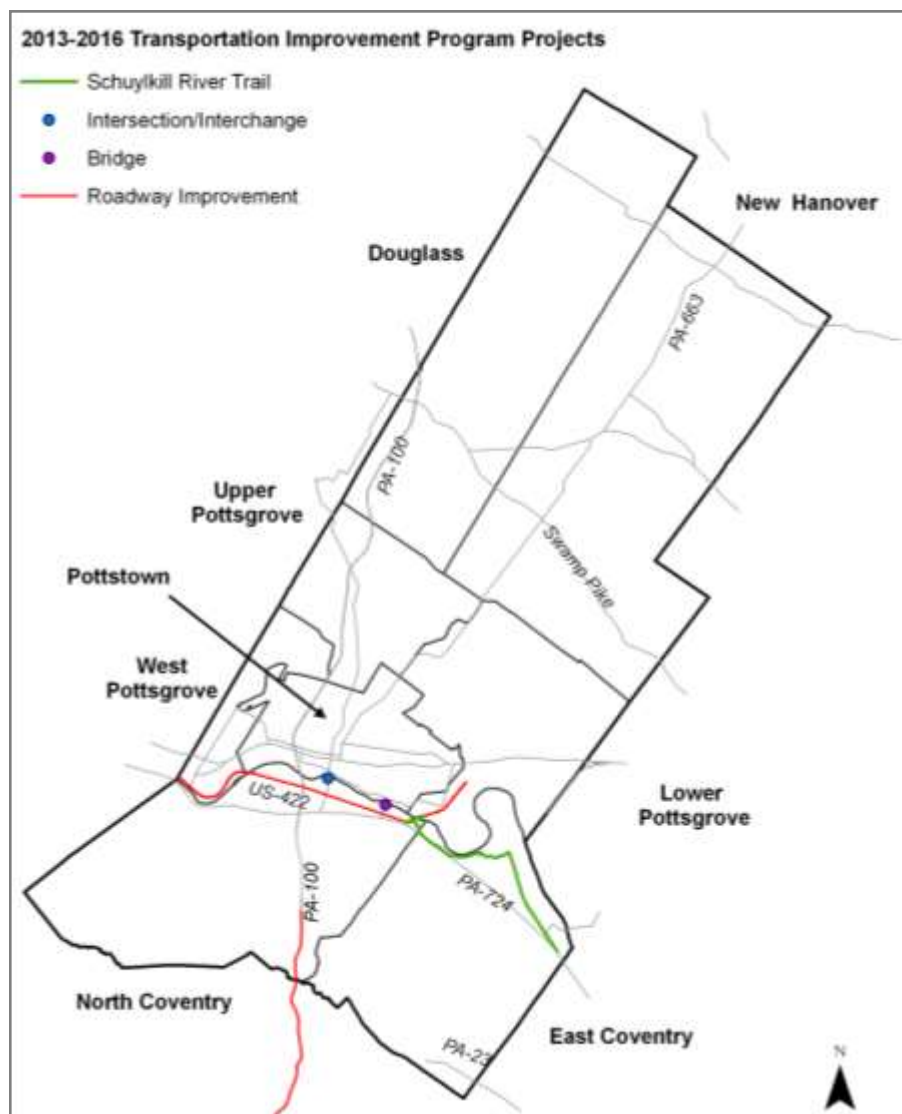 2013-2016 Transportation Improvement Program Projects
Schuylkill River Trail
Intersection/Interchange
Bridge
Roadway Improvement
New Hanover
Douglass
PA-663
PA-100
Upper
Pottsgrove
Swamp Pike
Pottstown
West
Pottsgrove
US-422
Lower
Pottsgrove
PA-724
PA-100
North Coventry
East Coventry
PA-23
N